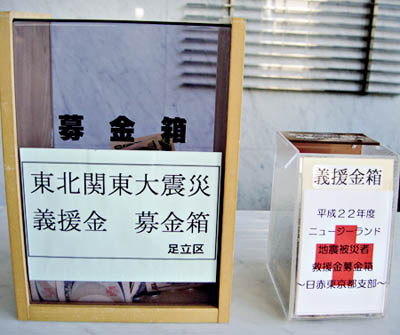 募金箱
東北関東大震災
義援金 募金箱
足立区
義援金箱
平成22年度
ニュージーランド
地震被災者
救援金募金箱
～日赤東京都支部～